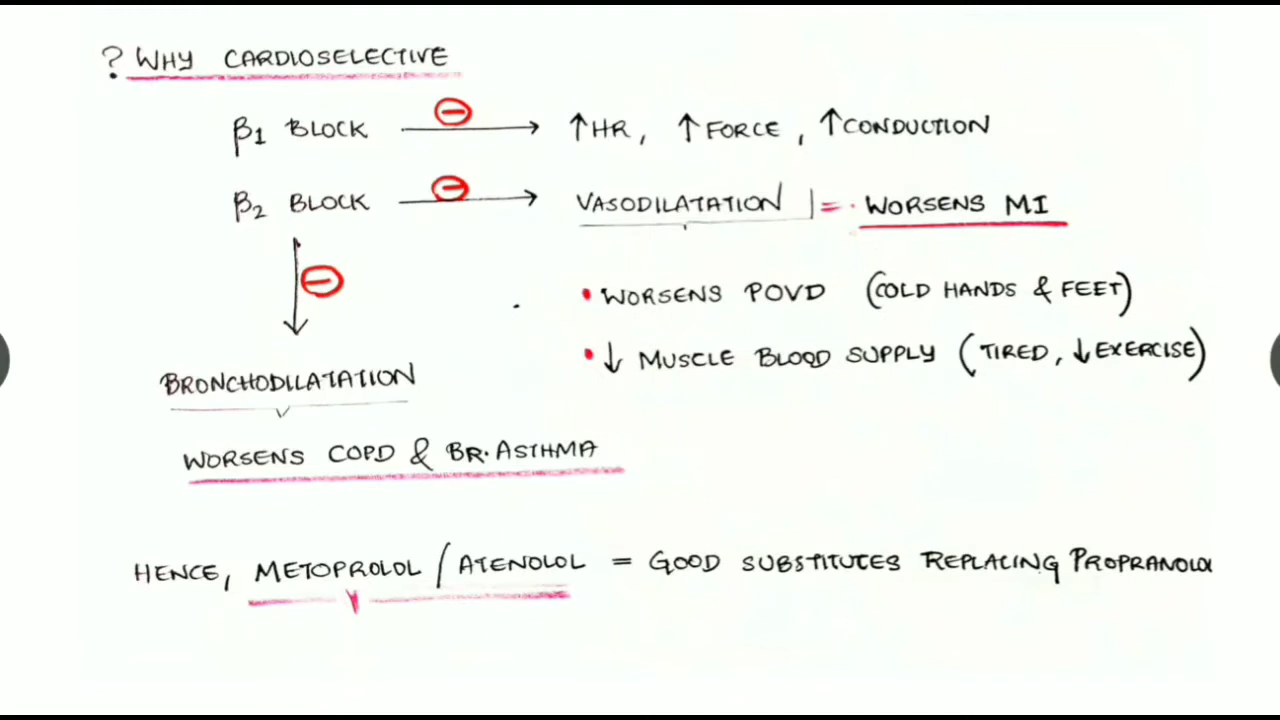 ? WHY CARDIOSELECTIVE
β1 BLOCK ⊖→ ↑HR, ↑FORCE, ↑CONDUCTION
β2 BLOCK ⊖→ VASODILATATION = WORSENS MI
⊖
• WORSENS POVD (COLD HANDS & FEET)
• ↓ MUSCLE BLOOD SUPPLY (TIRED, ↓EXERCISE)
BRONCHODILATATION
WORSENS COPD & BR. ASTHMA
HENCE, METOPROLOL / ATENOLOL = GOOD SUBSTITUTES REPLACING PROPRANOLOL